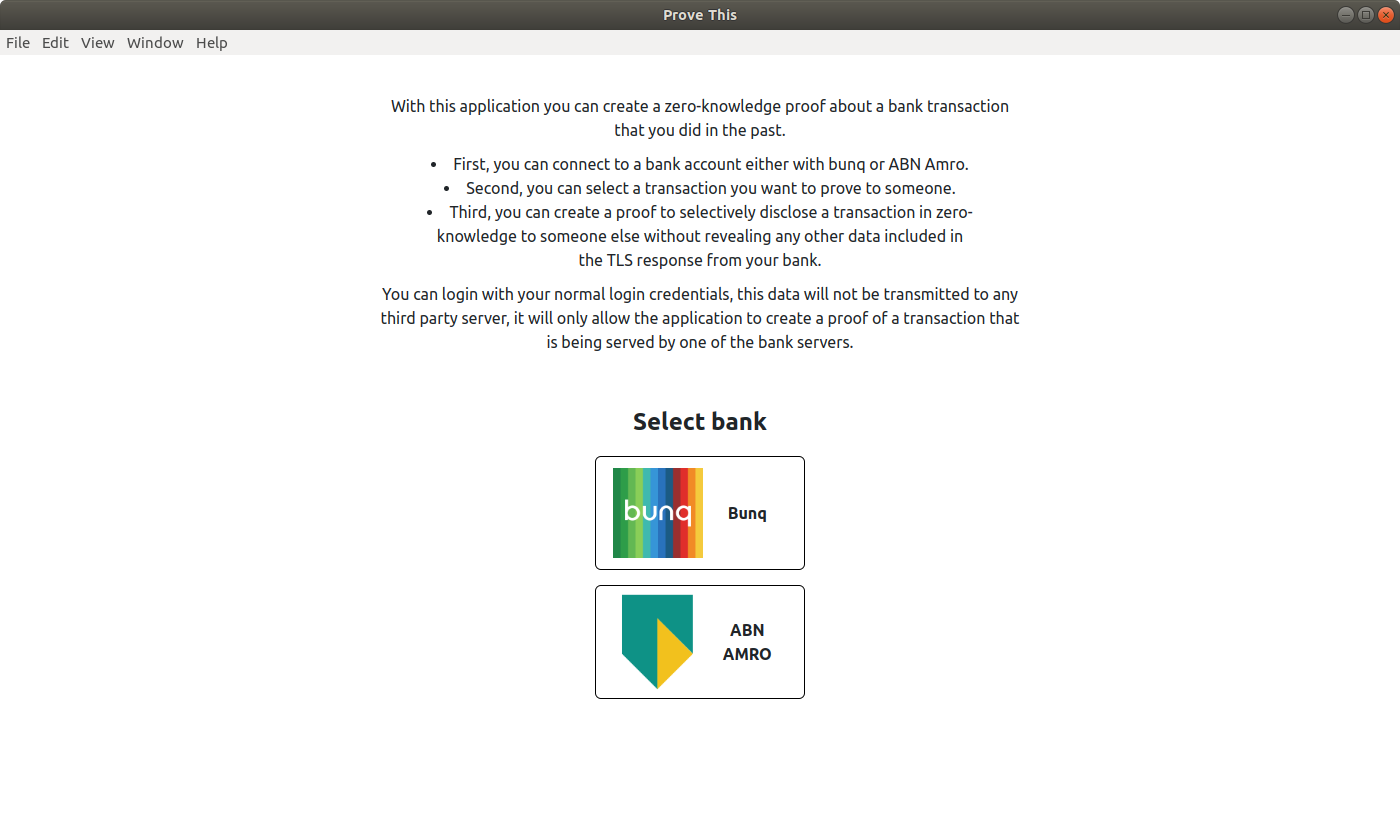 Prove This
File Edit View Window Help
With this application you can create a zero-knowledge proof about a bank transaction
that you did in the past.
• First, you can connect to a bank account either with bunq or ABN Amro.
• Second, you can select a transaction you want to prove to someone.
• Third, you can create a proof to selectively disclose a transaction in zero-
knowledge to someone else without revealing any other data included in
the TLS response from your bank.
You can login with your normal login credentials, this data will not be transmitted to any
third party server, it will only allow the application to create a proof of a transaction that
is being served by one of the bank servers.
Select bank
bunq Bunq
ABN
AMRO